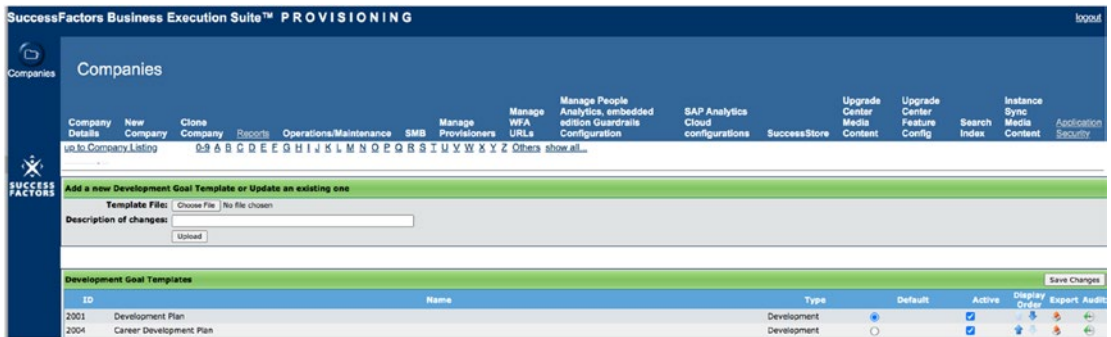 SuccessFactors Business Execution Suite™ PROVISIONING
logout
Companies
Companies
Company Details
New Company
Clone Company
Reports
Operations/Maintenance
SMB
Manage Provisioners
Manage WFA URLs
Manage People Analytics, embedded edition Guardrails Configuration
SAP Analytics Cloud configurations
SuccessStore
Upgrade Center Media Content
Upgrade Center Feature Config
Search Index
Instance Sync Media Content
Application Security
up to Company Listing 0-9 A B C D E F G H I J K L M N O P Q R S T U V W X Y Z Others show all...
SUCCESS FACTORS
Add a new Development Goal Template or Update an existing one
Template File: Choose File No file chosen
Description of changes:
Upload
Development Goal Templates Save Changes
ID Name Type Default Active Display Order Export Audit
2001 Development Plan Development
2004 Career Development Plan Development